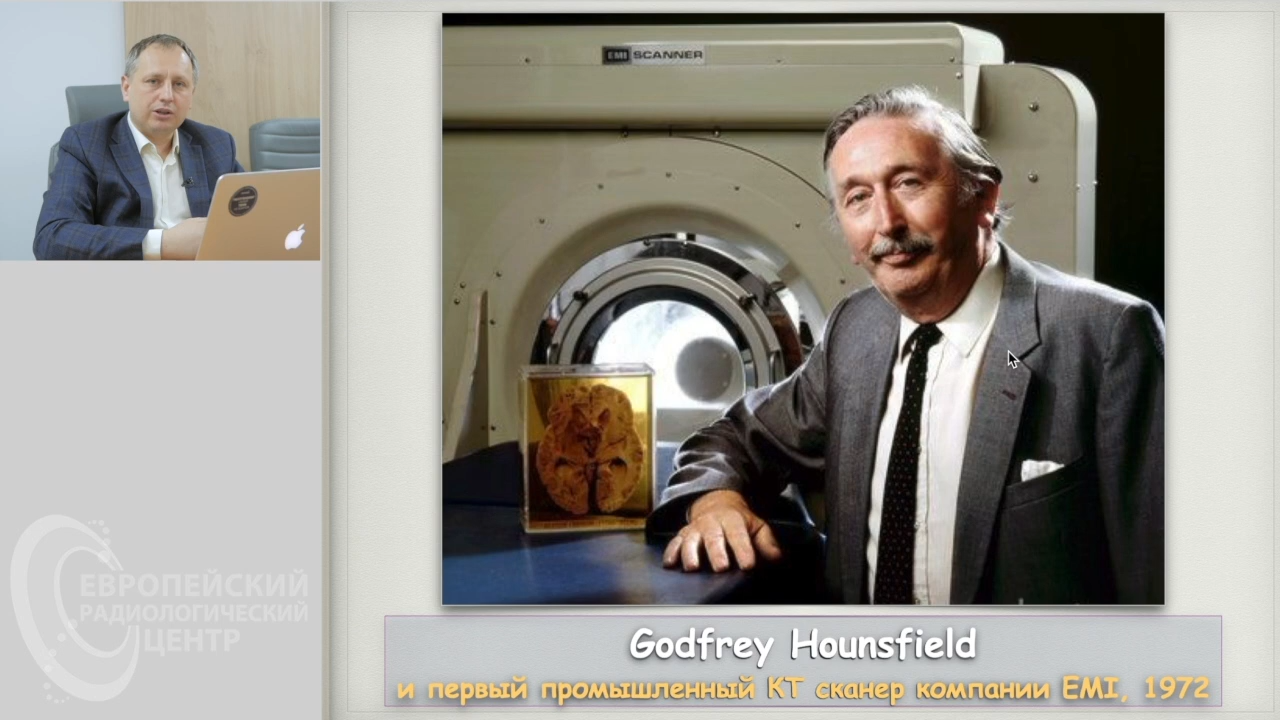 EMI SCANNER
ЕВРОПЕЙСКИЙ
РАДИОЛОГИЧЕСКИЙ
ЦЕНТР
Godfrey Hounsfield
и первый промышленный КТ сканер компании EMI, 1972